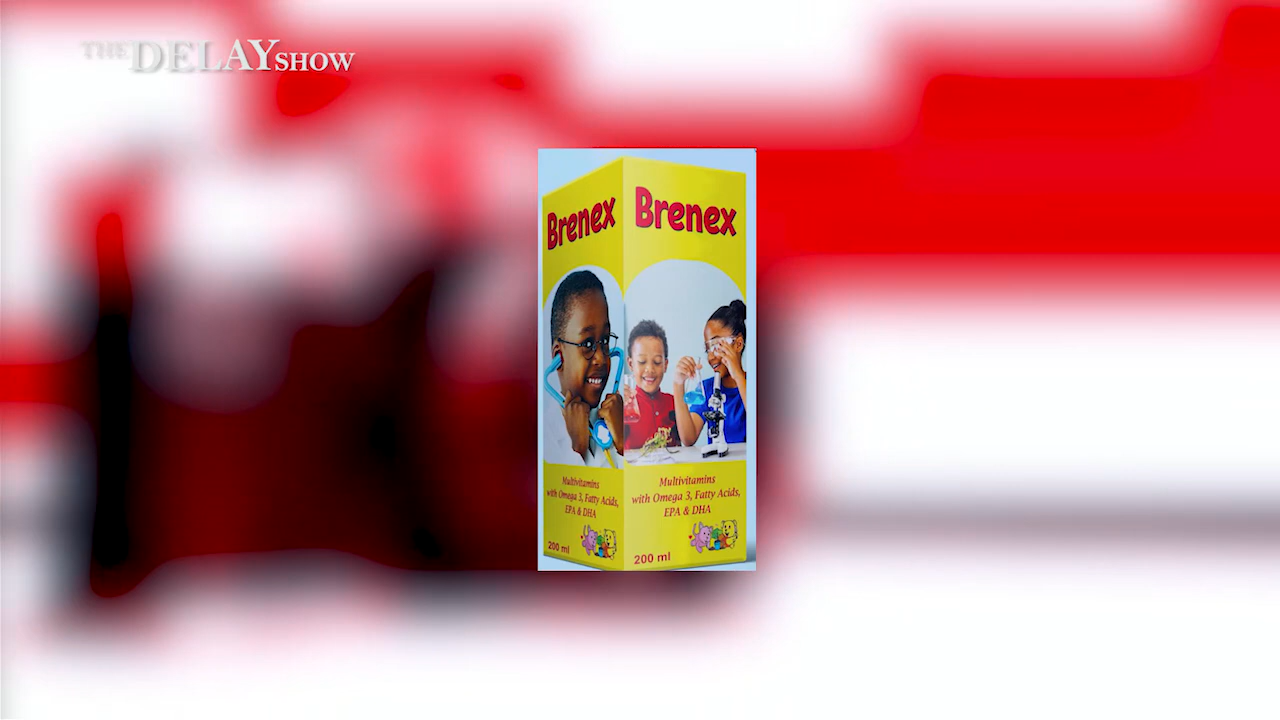 THE DELAY SHOW
Brenex
Multivitamins
with Omega 3, Fatty Acids,
EPA & DHA
200 ml
Brenex
Multivitamins
with Omega 3, Fatty Acids,
EPA & DHA
200 ml